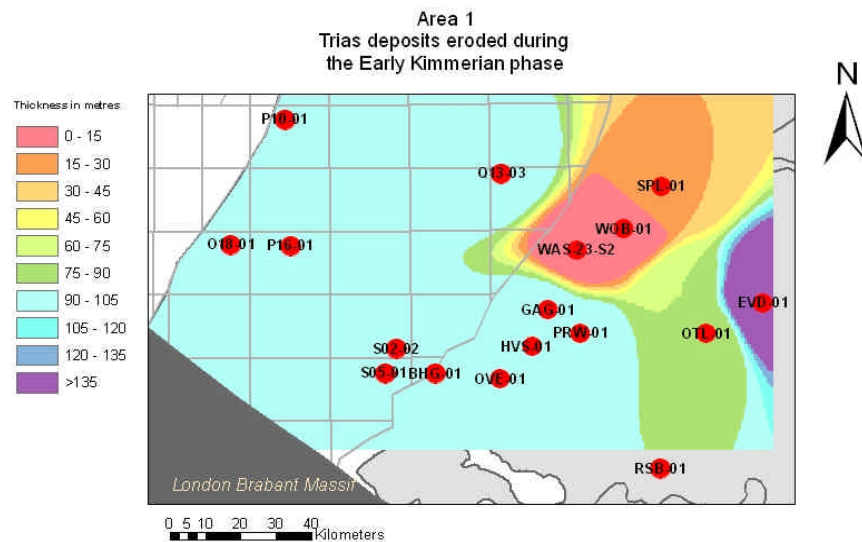 Area 1
Trias deposits eroded during
the Early Kimmerian phase
N
Thickness in metres
0 - 15
15 - 30
30 - 45
45 - 60
60 - 75
75 - 90
90 - 105
105 - 120
120 - 135
>135
P10-01
Q13-03
SPL-01
WOB-01
O18-01
P16-01
WAS-23-S2
EVD-01
GAG-01
PRW-01
OTL-01
HVS-01
S02-02
S05-01
BHG-01
OVE-01
RSB-01
London Brabant Massif
0 5 10 20 30 40
Kilometers